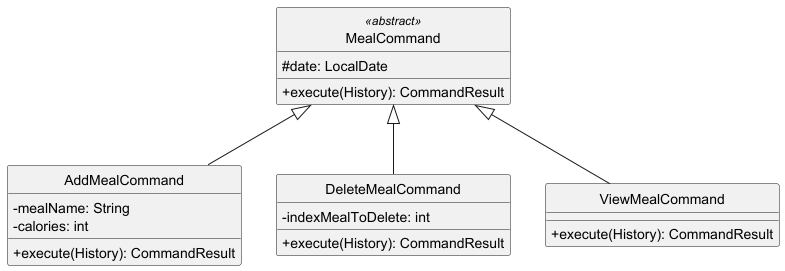 «abstract»
MealCommand
#date: LocalDate
+execute(History): CommandResult
AddMealCommand
-mealName: String
-calories: int
+execute(History): CommandResult
DeleteMealCommand
-indexMealToDelete: int
+execute(History): CommandResult
ViewMealCommand
+execute(History): CommandResult